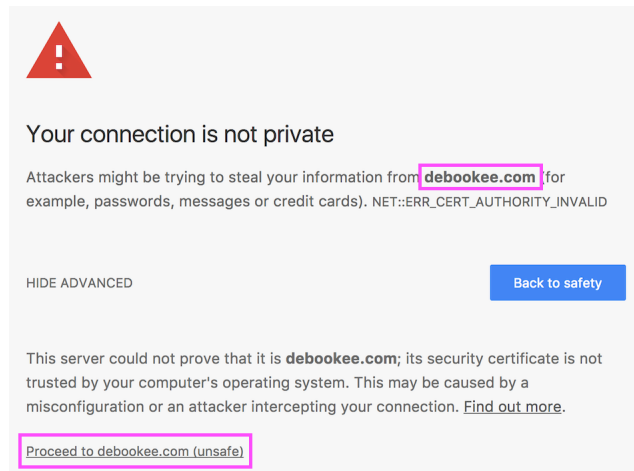 Your connection is not private
Attackers might be trying to steal your information from debookee.com (for
example, passwords, messages or credit cards). NET::ERR_CERT_AUTHORITY_INVALID
HIDE ADVANCED
Back to safety
This server could not prove that it is debookee.com; its security certificate is not
trusted by your computer's operating system. This may be caused by a
misconfiguration or an attacker intercepting your connection. Find out more.
Proceed to debookee.com (unsafe)